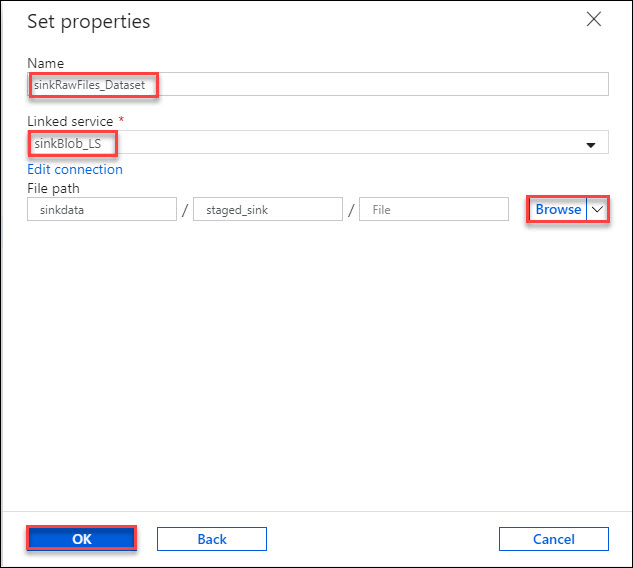 Set properties
Name
sinkRawFiles_Dataset
Linked service *
sinkBlob_LS
Edit connection
File path
sinkdata / staged_sink / File Browse
OK Back Cancel